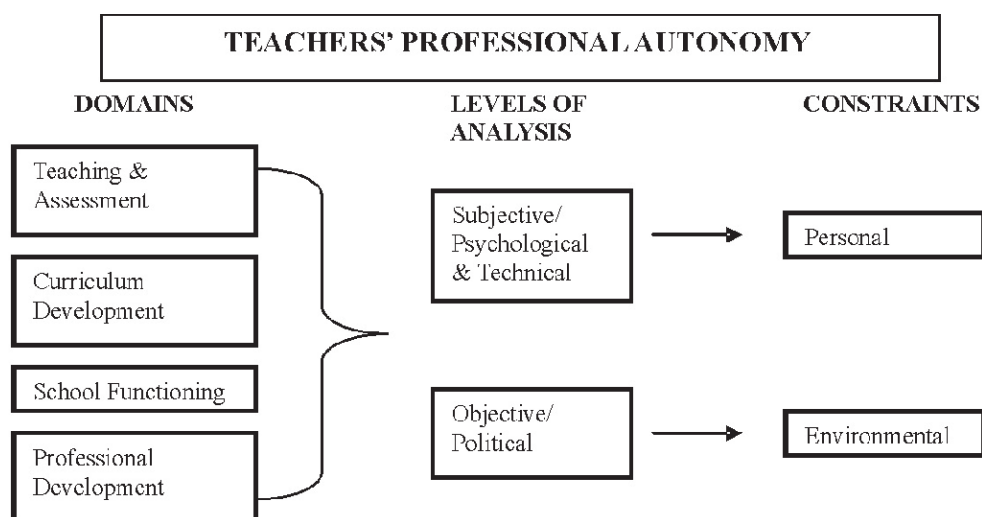 TEACHERS' PROFESSIONAL AUTONOMY
DOMAINS
Teaching &
Assessment
Curriculum
Development
School Functioning
Professional
Development
LEVELS OF
ANALYSIS
Subjective/
Psychological
& Technical
Objective/
Political
CONSTRAINTS
Personal
Environmental